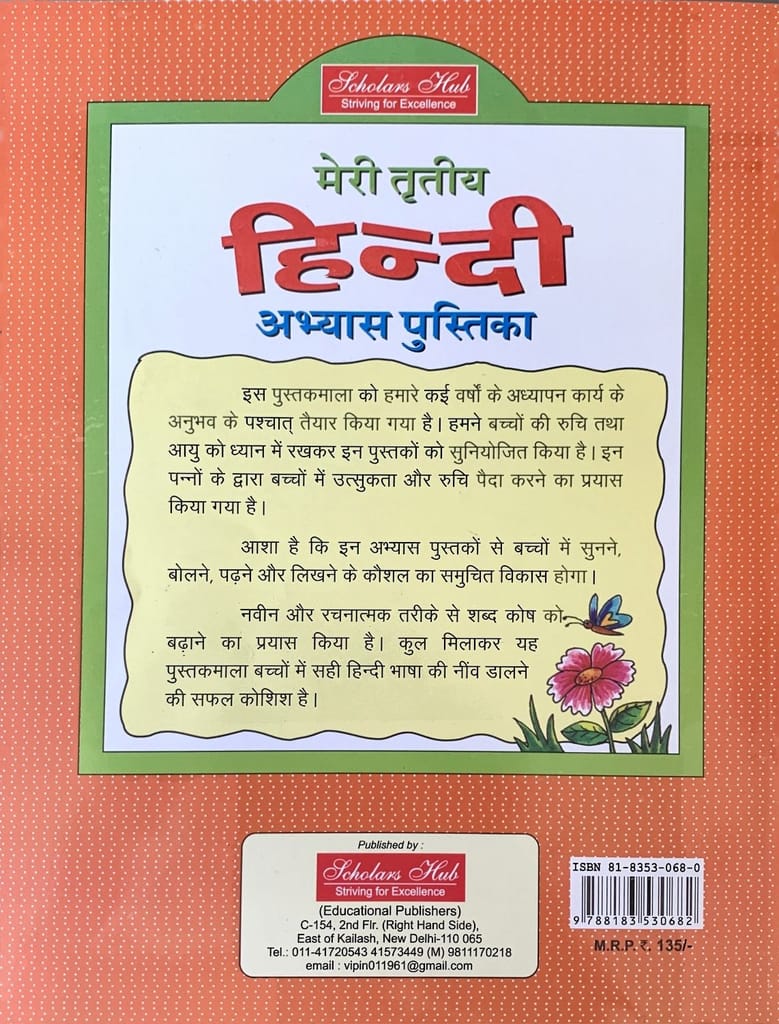 Scholars Hub
Striving for Excellence
मेरी तृतीय
हिन्दी
अभ्यास पुस्तिका
इस पुस्तकमाला को हमारे कई वर्षों के अध्यापन कार्य के
अनुभव के पश्चात् तैयार किया गया है। हमने बच्चों की रुचि तथा
आयु को ध्यान में रखकर इन पुस्तकों को सुनियोजित किया है। इन
पन्नों के द्वारा बच्चों में उत्सुकता और रुचि पैदा करने का प्रयास
किया गया है।
आशा है कि इन अभ्यास पुस्तकों से बच्चों में सुनने,
बोलने, पढ़ने और लिखने के कौशल का समुचित विकास होगा।
नवीन और रचनात्मक तरीके से शब्द कोष को
बढ़ाने का प्रयास किया है। कुल मिलाकर यह
पुस्तकमाला बच्चों में सही हिन्दी भाषा की नींव डालने
की सफल कोशिश है।
Published by :
Scholars Hub
Striving for Excellence
(Educational Publishers)
C-154, 2nd Flr. (Right Hand Side),
East of Kailash, New Delhi-110 065
Tel.: 011-41720543 41573449 (M) 9811170218
email : vipin011961@gmail.com
ISBN 81-8353-068-0
9 788183 530682
M.R.P. ₹. 135/-